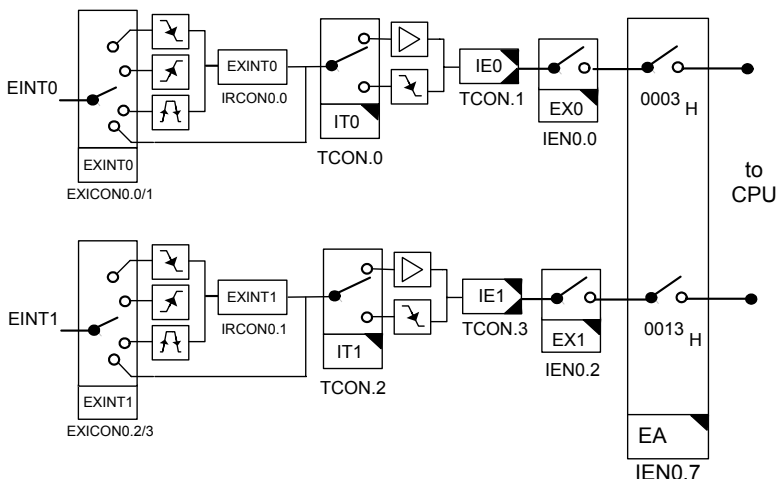 EINT0
EXINT0
EXICON0.0/1
EXINT0
IRCON0.0
IT0
TCON.0
IE0
TCON.1
EX0
IEN0.0
0003 H
to
CPU
EINT1
EXINT1
EXICON0.2/3
EXINT1
IRCON0.1
IT1
TCON.2
IE1
TCON.3
EX1
IEN0.2
0013 H
EA
IEN0.7